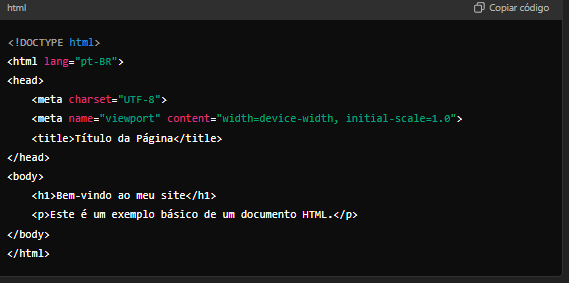 html Copiar código
<!DOCTYPE html>
<html lang="pt-BR">
<head>
    <meta charset="UTF-8">
    <meta name="viewport" content="width=device-width, initial-scale=1.0">
    <title>Título da Página</title>
</head>
<body>
    <h1>Bem-vindo ao meu site</h1>
    <p>Este é um exemplo básico de um documento HTML.</p>
</body>
</html>